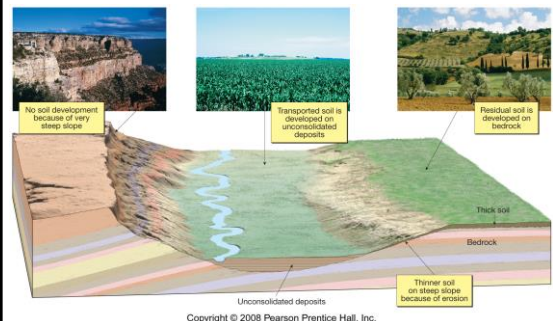 No soil development
because of very
steep slope
Transported soil is
developed on
unconsolidated
deposits
Residual soil is
developed on
bedrock
Thick soil
Bedrock
Thinner soil
on steep slope
because of erosion
Unconsolidated deposits
Copyright © 2008 Pearson Prentice Hall, Inc.